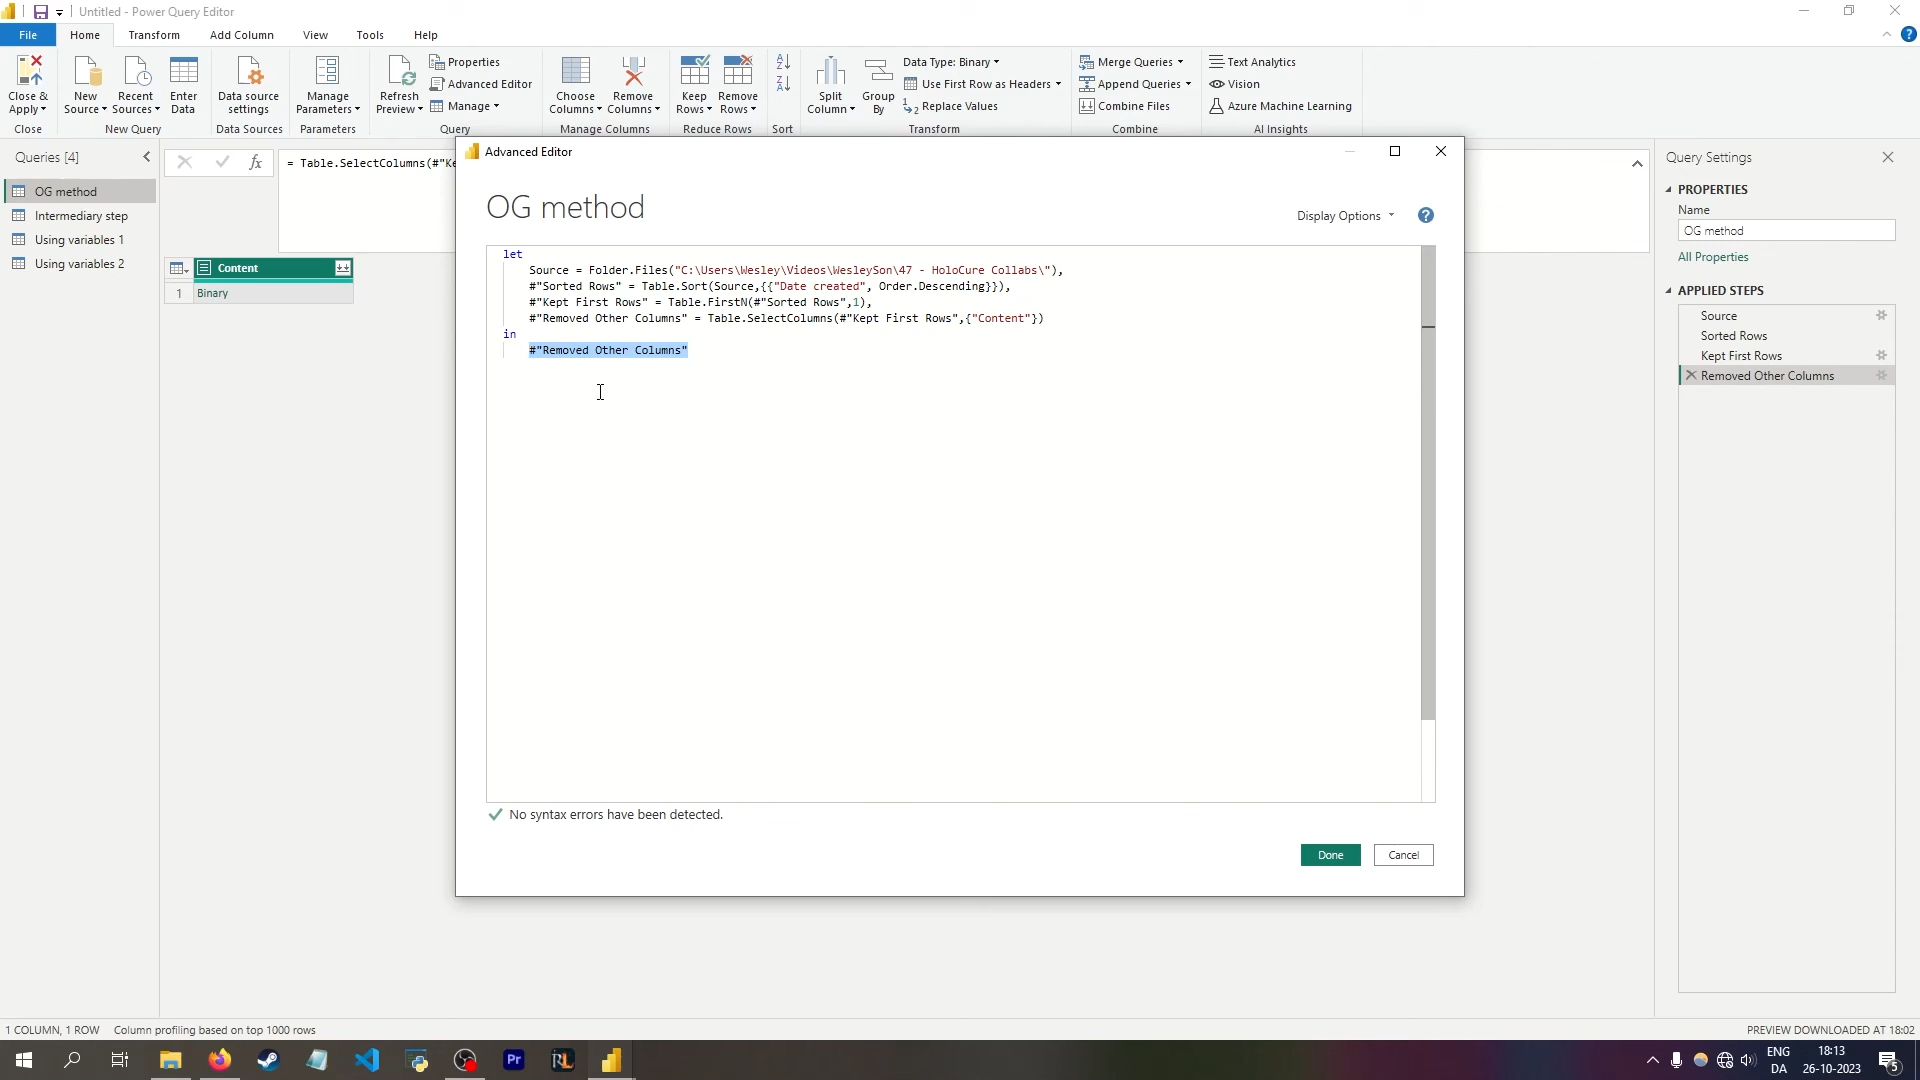 Untitled - Power Query Editor
File Home Transform Add Column View Tools Help
Close & Apply
New Source
Recent Sources
Enter Data
Data source settings
Manage Parameters
Refresh Preview
Properties
Advanced Editor
Manage
Choose Columns
Remove Columns
Keep Rows
Remove Rows
Split Column
Group By
Data Type: Binary
Use First Row as Headers
Replace Values
Merge Queries
Append Queries
Combine Files
Text Analytics
Vision
Azure Machine Learning
Close New Query Data Sources Parameters Query Manage Columns Reduce Rows Sort Transform Combine AI Insights
Queries [4]
OG method
Intermediary step
Using variables 1
Using variables 2
fx = Table.SelectColumns(#"Ke
Content
1 Binary
Advanced Editor
OG method
Display Options
let
Source = Folder.Files("C:\Users\Wesley\Videos\WesleySon\47 - HoloCure Collabs\"),
#"Sorted Rows" = Table.Sort(Source,{{"Date created", Order.Descending}}),
#"Kept First Rows" = Table.FirstN(#"Sorted Rows",1),
#"Removed Other Columns" = Table.SelectColumns(#"Kept First Rows",{"Content"})
in
#"Removed Other Columns"
No syntax errors have been detected.
Done Cancel
Query Settings
PROPERTIES
Name
OG method
All Properties
APPLIED STEPS
Source
Sorted Rows
Kept First Rows
Removed Other Columns
1 COLUMN, 1 ROW Column profiling based on top 1000 rows
PREVIEW DOWNLOADED AT 18:02
Pr
RL
ENG
DA
18:13
26-10-2023
5